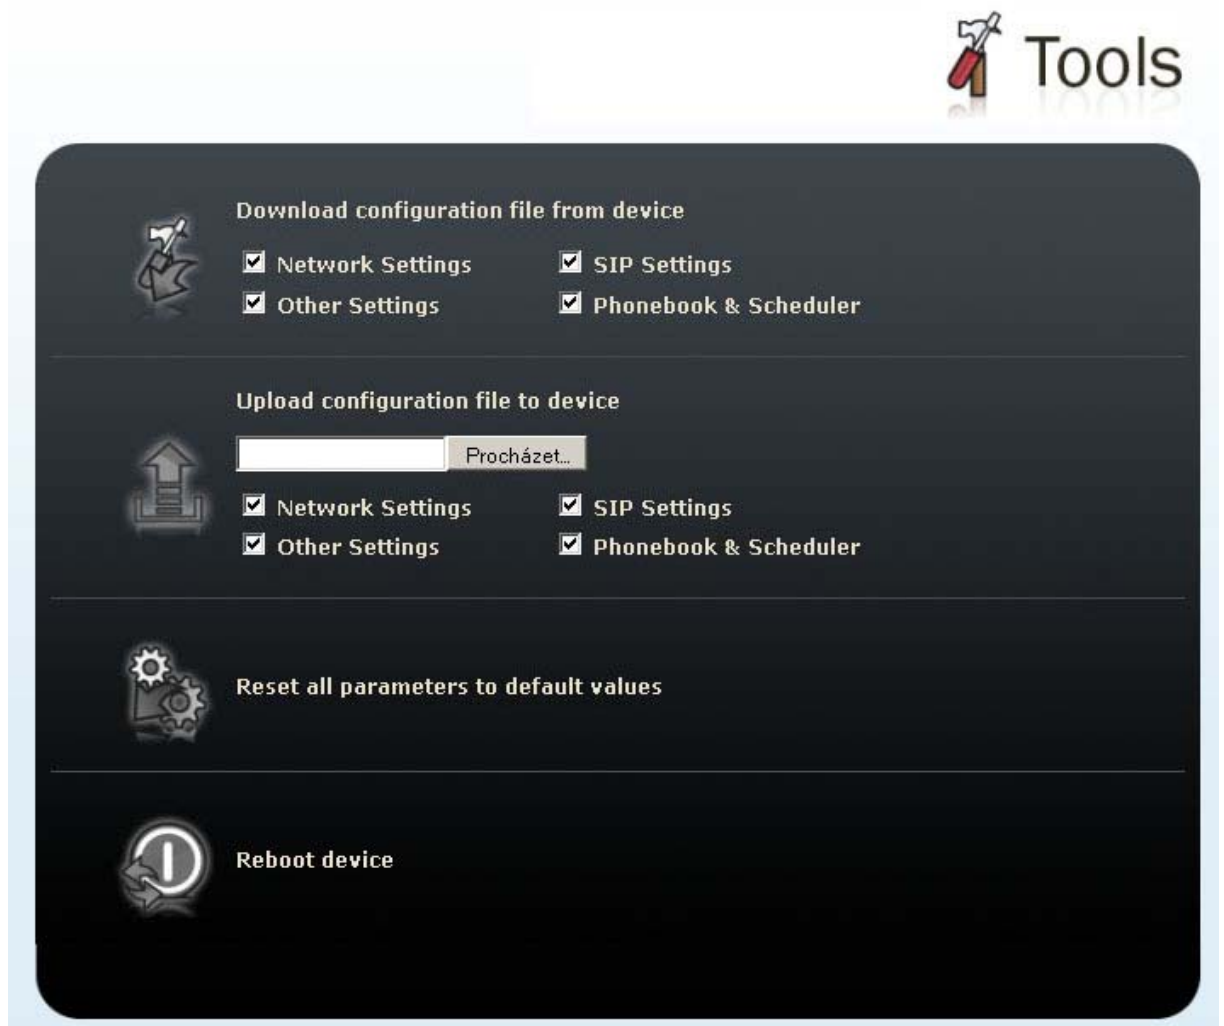 Tools
Download configuration file from device
Network Settings SIP Settings
Other Settings Phonebook & Scheduler
Upload configuration file to device
Procházet...
Network Settings SIP Settings
Other Settings Phonebook & Scheduler
Reset all parameters to default values
Reboot device